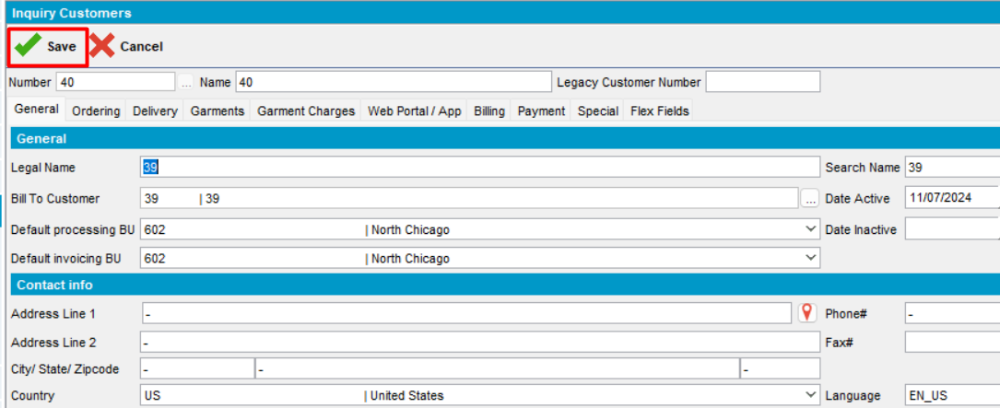 Inquiry Customers
Save Cancel
Number 40 ... Name 40 Legacy Customer Number
General Ordering Delivery Garments Garment Charges Web Portal / App Billing Payment Special Flex Fields
General
Legal Name 39 Search Name 39
Bill To Customer 39 | 39 ... Date Active 11/07/2024
Default processing BU 602 | North Chicago Date Inactive
Default invoicing BU 602 | North Chicago
Contact info
Address Line 1 - Phone# -
Address Line 2 - Fax#
City/ State/ Zipcode - - -
Country US | United States Language EN_US